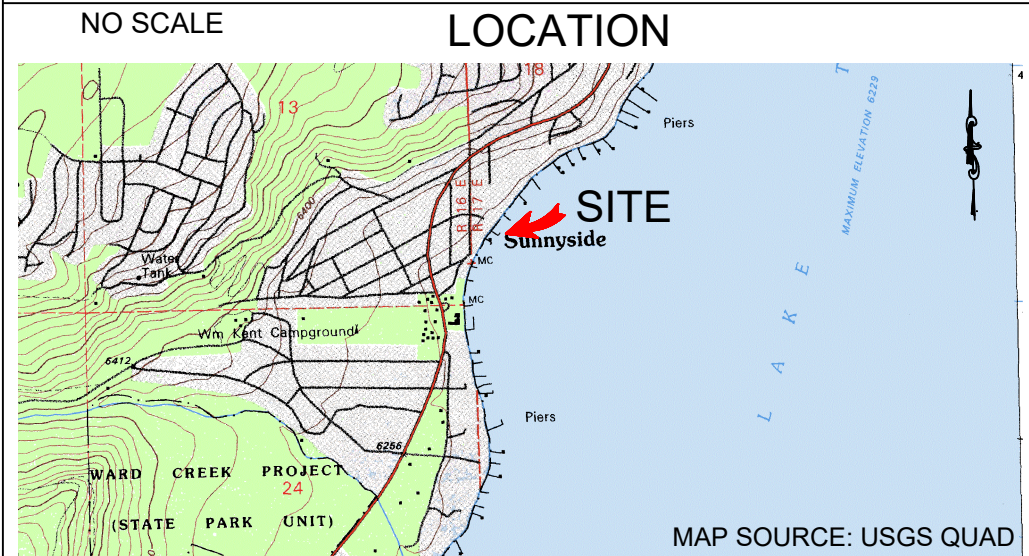 NO SCALE
LOCATION
4
18
T
13
Piers
MAXIMUM ELEVATION 6229
R 16 E
R 17 E
6400
SITE
Sunnyside
Water
Tank
MC
MC
L A K E
Wm Kent Campground
6412
Piers
6256
WARD CREEK PROJECT
24
(STATE PARK UNIT)
MAP SOURCE: USGS QUAD